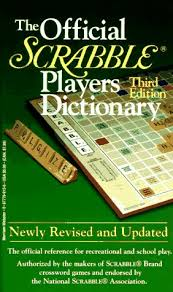 The Official
SCRABBLE®
Players Third
Dictionary Edition
Newly Revised and Updated
The official reference for recreational and school play.
Authorized by the makers of SCRABBLE® Brand
crossword games and endorsed by
the National SCRABBLE® Association.